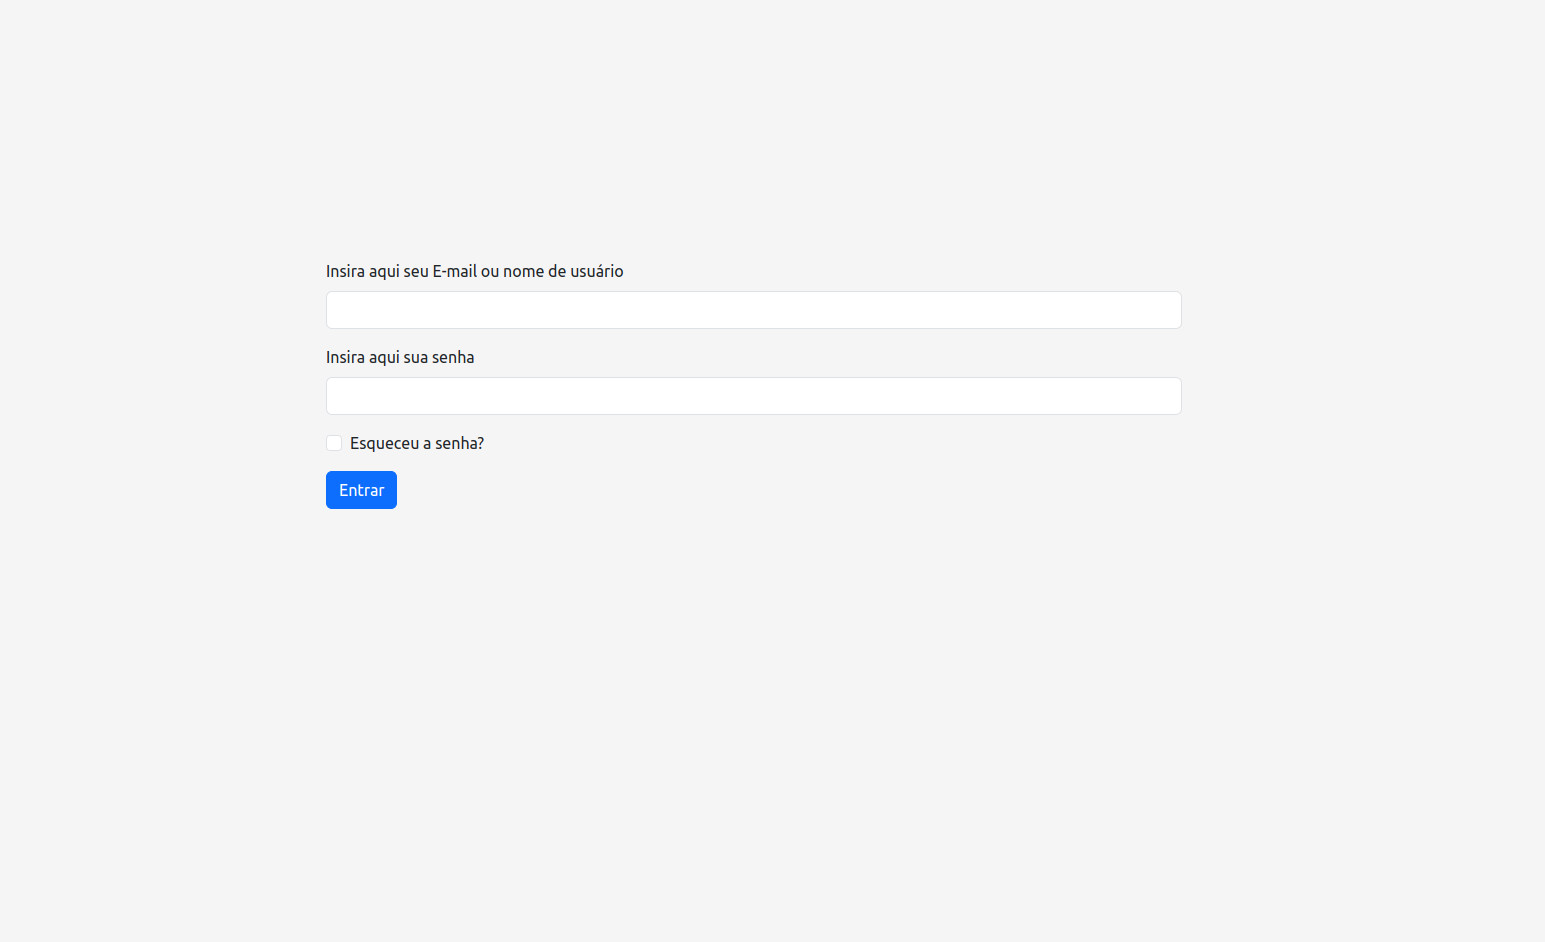 Insira aqui seu E-mail ou nome de usuário
Insira aqui sua senha
Esqueceu a senha?
Entrar